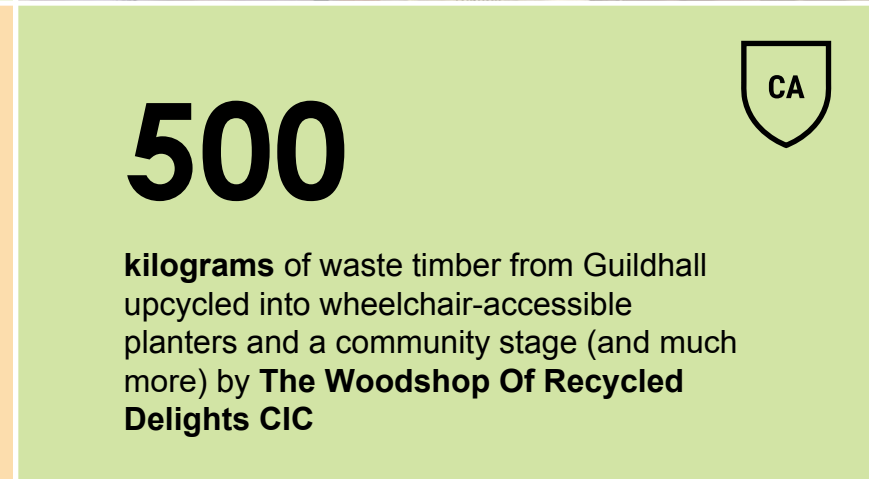 CA
500
kilograms of waste timber from Guildhall
upcycled into wheelchair-accessible
planters and a community stage (and much
more) by The Woodshop Of Recycled
Delights CIC